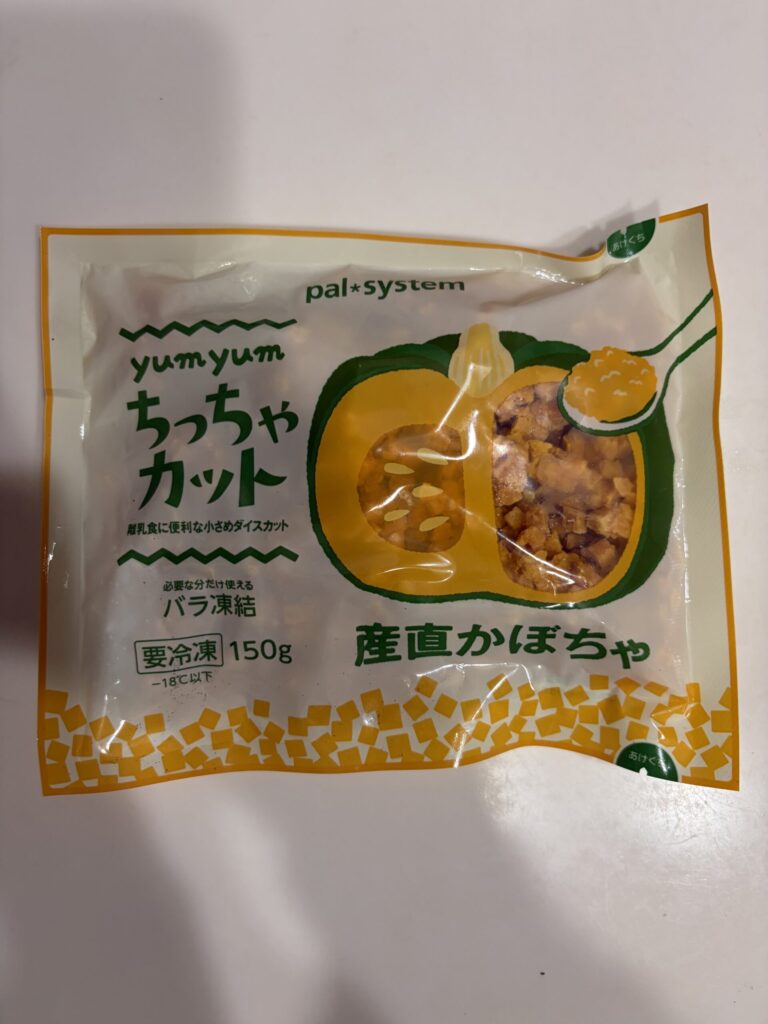 あけくち
pal*system
yumyum
ちっちゃ
カット
離乳食に便利な小さめダイスカット
必要な分だけ使える
バラ凍結
要冷凍 150g
−18℃以下
産直かぼちゃ
あけくち